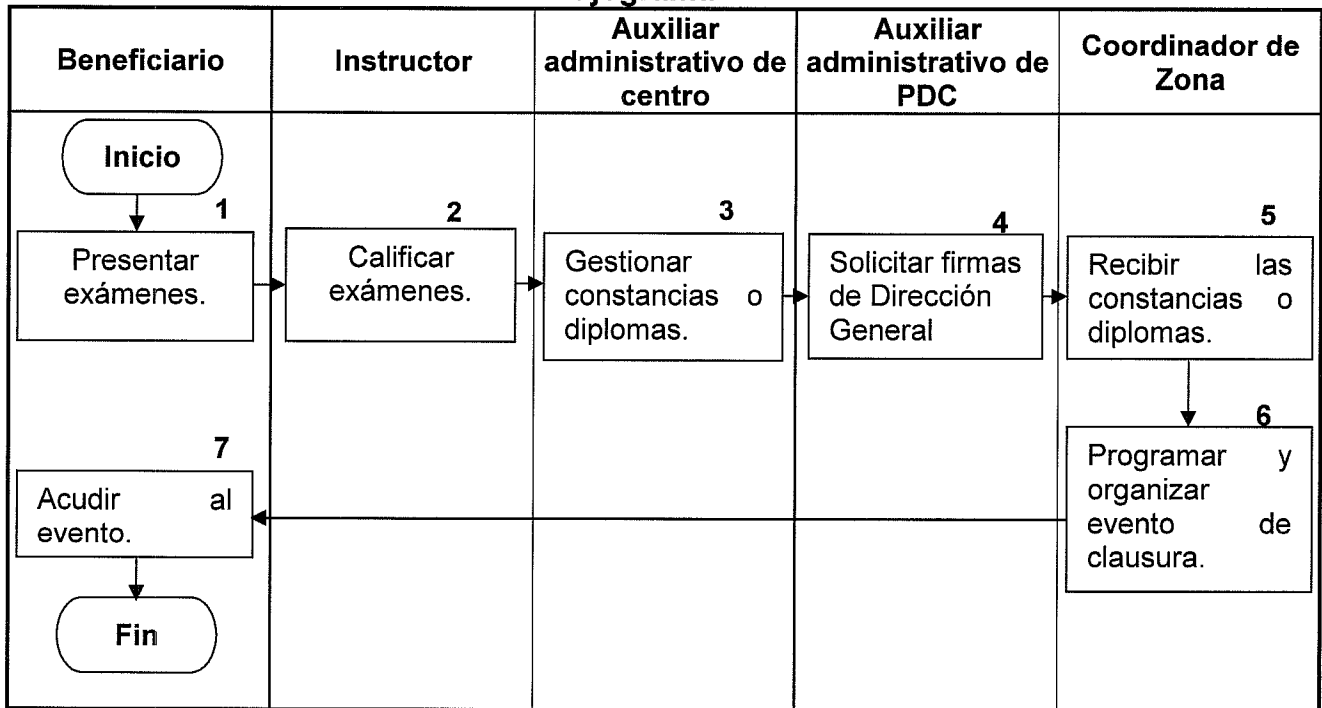 Beneficiario
Instructor
Auxiliar
administrativo de
centro
Auxiliar
administrativo de
PDC
Coordinador de
Zona
Inicio
1
Presentar
exámenes.
2
Calificar
exámenes.
3
Gestionar
constancias o
diplomas.
4
Solicitar firmas
de Dirección
General
5
Recibir las
constancias o
diplomas.
6
Programar y
organizar
evento de
clausura.
7
Acudir al
evento.
Fin